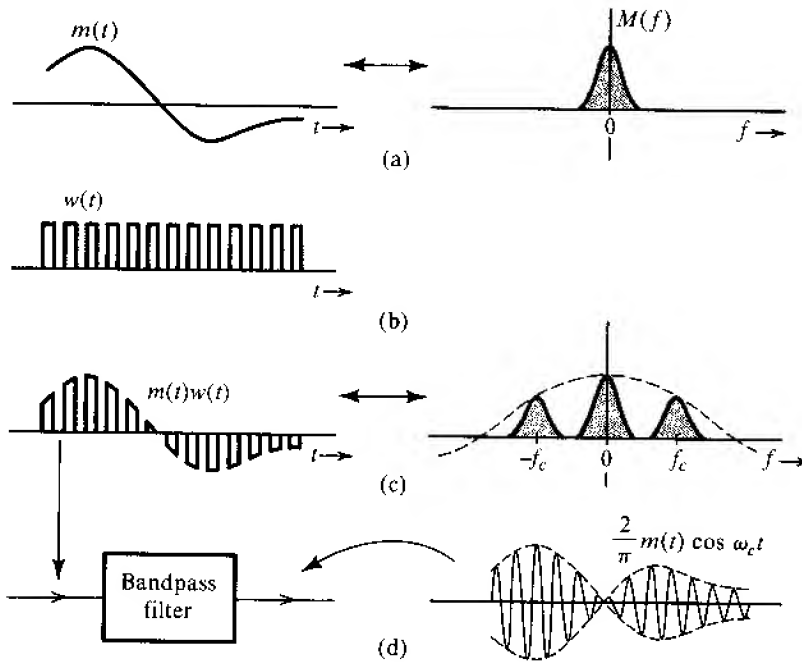 m(t)
M(f)
t→
0
f→
(a)
w(t)
t→
(b)
m(t)w(t)
t→
–f_c
0
f_c
f→
(c)
Bandpass
filter
2/π m(t) cos ω_c t
(d)